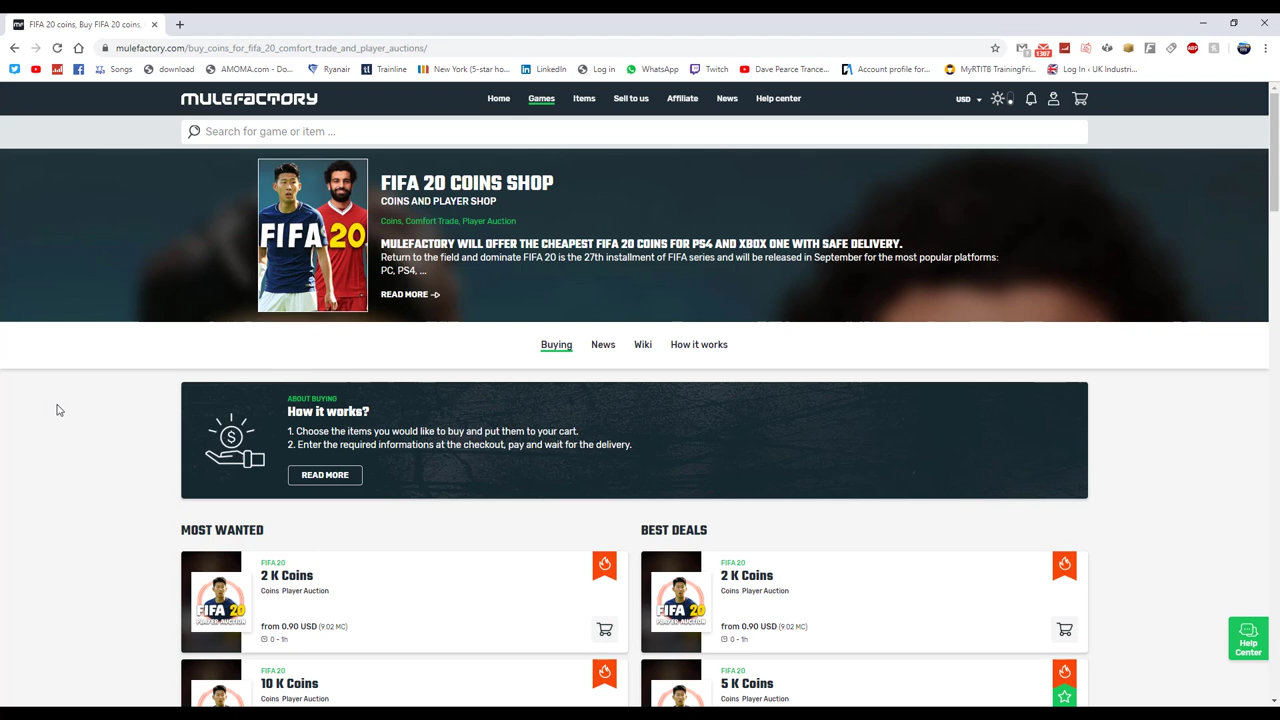 FIFA 20 coins, Buy FIFA 20 coins,
mulefactory.com/buy_coins_for_fifa_20_comfort_trade_and_player_auctions/
1307
Songs
download
AMOMA.com - Do...
Ryanair
Trainline
New York (5-star ho...
LinkedIn
Log in
WhatsApp
Twitch
Dave Pearce Trance...
Account profile for...
MyRTITB TrainingFri...
Log In ‹ UK Industri...
MULEFACTORY
Home
Games
Items
Sell to us
Affiliate
News
Help center
USD
Search for game or item ...
FIFA 20
FIFA 20 COINS SHOP
COINS AND PLAYER SHOP
Coins, Comfort Trade, Player Auction
MULEFACTORY WILL OFFER THE CHEAPEST FIFA 20 COINS FOR PS4 AND XBOX ONE WITH SAFE DELIVERY.
Return to the field and dominate FIFA 20 is the 27th installment of FIFA series and will be released in September for the most popular platforms:
PC, PS4, ...
READ MORE
Buying
News
Wiki
How it works
ABOUT BUYING
How it works?
1. Choose the items you would like to buy and put them to your cart.
2. Enter the required informations at the checkout, pay and wait for the delivery.
READ MORE
MOST WANTED
FIFA 20
2 K Coins
Coins Player Auction
FIFA 20
PLAYER AUCTION
from 0.90 USD (9.02 MC)
0 - 1h
FIFA 20
10 K Coins
Coins Player Auction
BEST DEALS
FIFA 20
2 K Coins
Coins Player Auction
FIFA 20
PLAYER AUCTION
from 0.90 USD (9.02 MC)
0 - 1h
FIFA 20
5 K Coins
Coins Player Auction
Help
Center